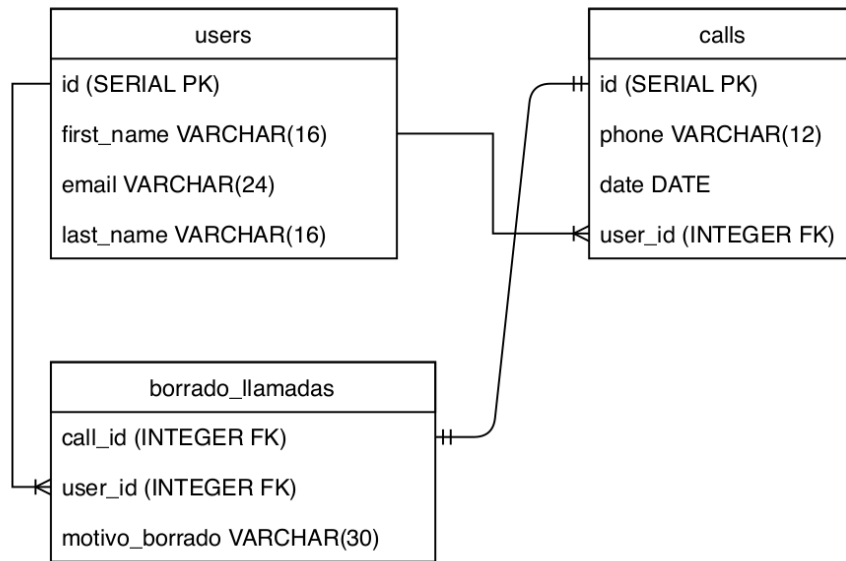 users
id (SERIAL PK)
first_name VARCHAR(16)
email VARCHAR(24)
last_name VARCHAR(16)
calls
id (SERIAL PK)
phone VARCHAR(12)
date DATE
user_id (INTEGER FK)
borrado_llamadas
call_id (INTEGER FK)
user_id (INTEGER FK)
motivo_borrado VARCHAR(30)